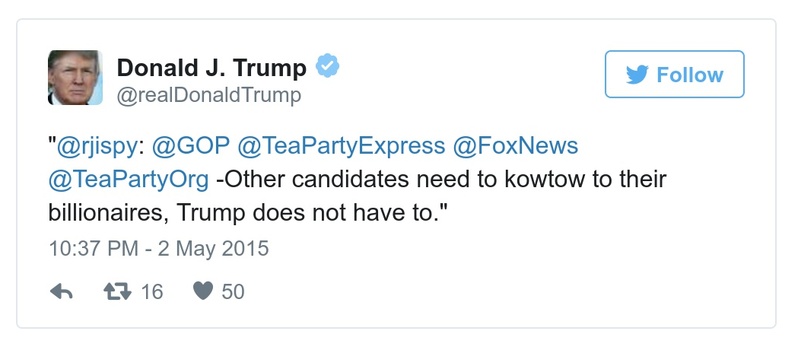 Donald J. Trump
@realDonaldTrump
Follow
"@rjispy: @GOP @TeaPartyExpress @FoxNews
@TeaPartyOrg -Other candidates need to kowtow to their
billionaires, Trump does not have to."
10:37 PM - 2 May 2015
16 50